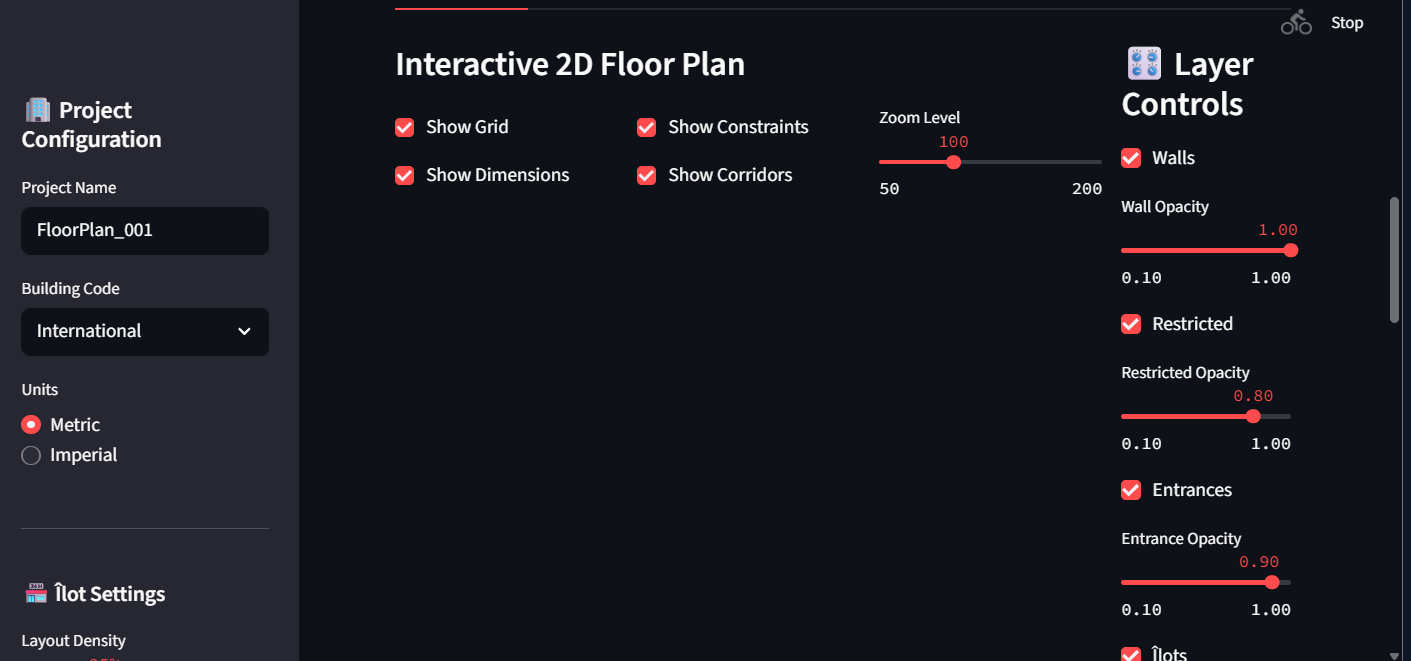 Stop
Project
Configuration
Project Name
FloorPlan_001
Building Code
International
Units
Metric
Imperial
Îlot Settings
Layout Density
Interactive 2D Floor Plan
Show Grid
Show Constraints
Show Dimensions
Show Corridors
Zoom Level
100
50 200
Layer
Controls
Walls
Wall Opacity
1.00
0.10 1.00
Restricted
Restricted Opacity
0.80
0.10 1.00
Entrances
Entrance Opacity
0.90
0.10 1.00
Îlots